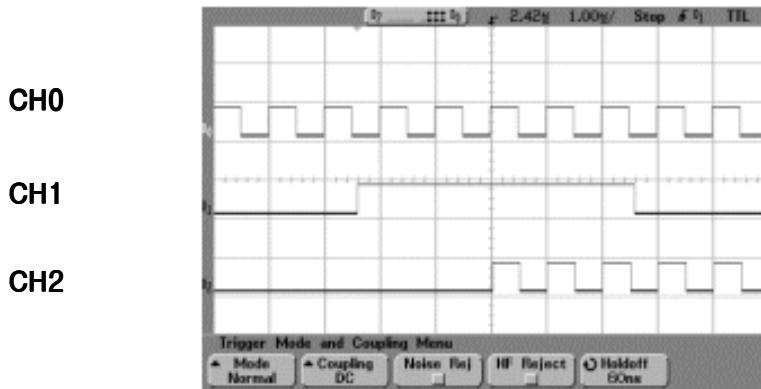 2.42 1.00 / Stop TTL
CH0
CH1
CH2
Trigger Mode and Coupling Menu
Mode Coupling Noise Rej HF Reject Holdoff
Normal DC 60ns